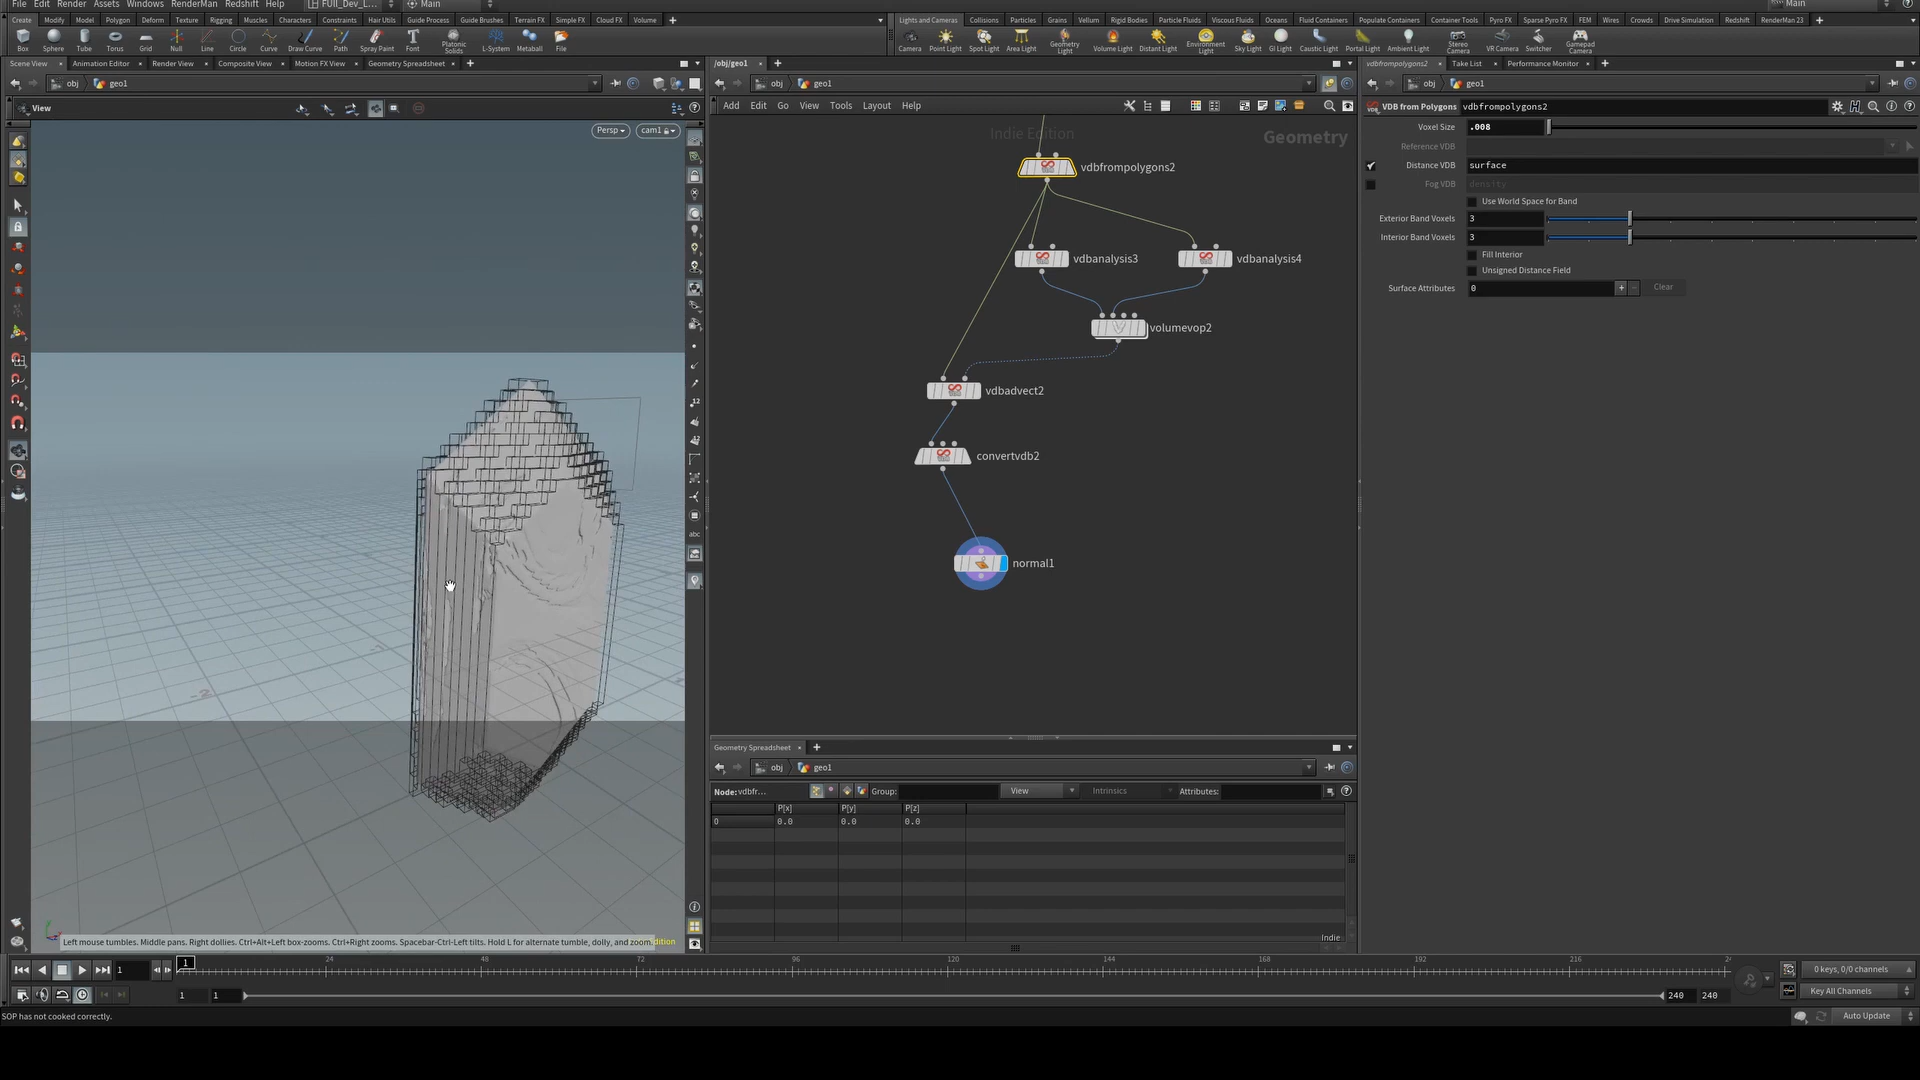 File Edit Render Assets Windows RenderMan Redshift Help FUll_Dev_L... Main Main
Create Modify Model Polygon Deform Texture Rigging Muscles Characters Constraints Hair Utils Guide Process Guide Brushes Terrain FX Simple FX Cloud FX Volume
Lights and Cameras Collisions Particles Grains Vellum Rigid Bodies Particle Fluids Viscous Fluids Oceans Fluid Containers Populate Containers Container Tools Pyro FX Sparse Pyro FX FEM Wires Crowds Drive Simulation Redshift RenderMan 23
Box Sphere Tube Torus Grid Null Line Circle Curve Draw Curve Path Spray Paint Font Platonic Solids L-System Metaball File
Camera Point Light Spot Light Area Light Geometry Light Volume Light Distant Light Environment Light Sky Light GI Light Caustic Light Portal Light Ambient Light Stereo Camera VR Camera Switcher Gamepad Camera
Scene View Animation Editor Render View Composite View Motion FX View Geometry Spreadsheet
/obj/geo1
vdbfrompolygons2 Take List Performance Monitor
obj geo1
obj geo1
obj geo1
View
Add Edit Go View Tools Layout Help
VDB from Polygons vdbfrompolygons2
Persp cam1
Indie Edition
Geometry
Voxel Size .008
Reference VDB
Distance VDB surface
Fog VDB density
Use World Space for Band
Exterior Band Voxels 3
Interior Band Voxels 3
Fill Interior
Unsigned Distance Field
Surface Attributes 0 Clear
vdbfrompolygons2
vdbanalysis3
vdbanalysis4
volumevop2
vdbadvect2
convertvdb2
normal1
12
abc
-2
Geometry Spreadsheet
obj geo1
Node: vdbfr... Group: View Intrinsics Attributes:
P[x] P[y] P[z]
0 0.0 0.0 0.0
Indie
Left mouse tumbles. Middle pans. Right dollies. Ctrl+Alt+Left box-zooms. Ctrl+Right zooms. Spacebar-Ctrl-Left tilts. Hold L for alternate tumble, dolly, and zoom dition
1 1 24 48 72 96 120 144 168 192 216 24
0 keys, 0/0 channels
1 1 240 240
Key All Channels
SOP has not cooked correctly.
Auto Update